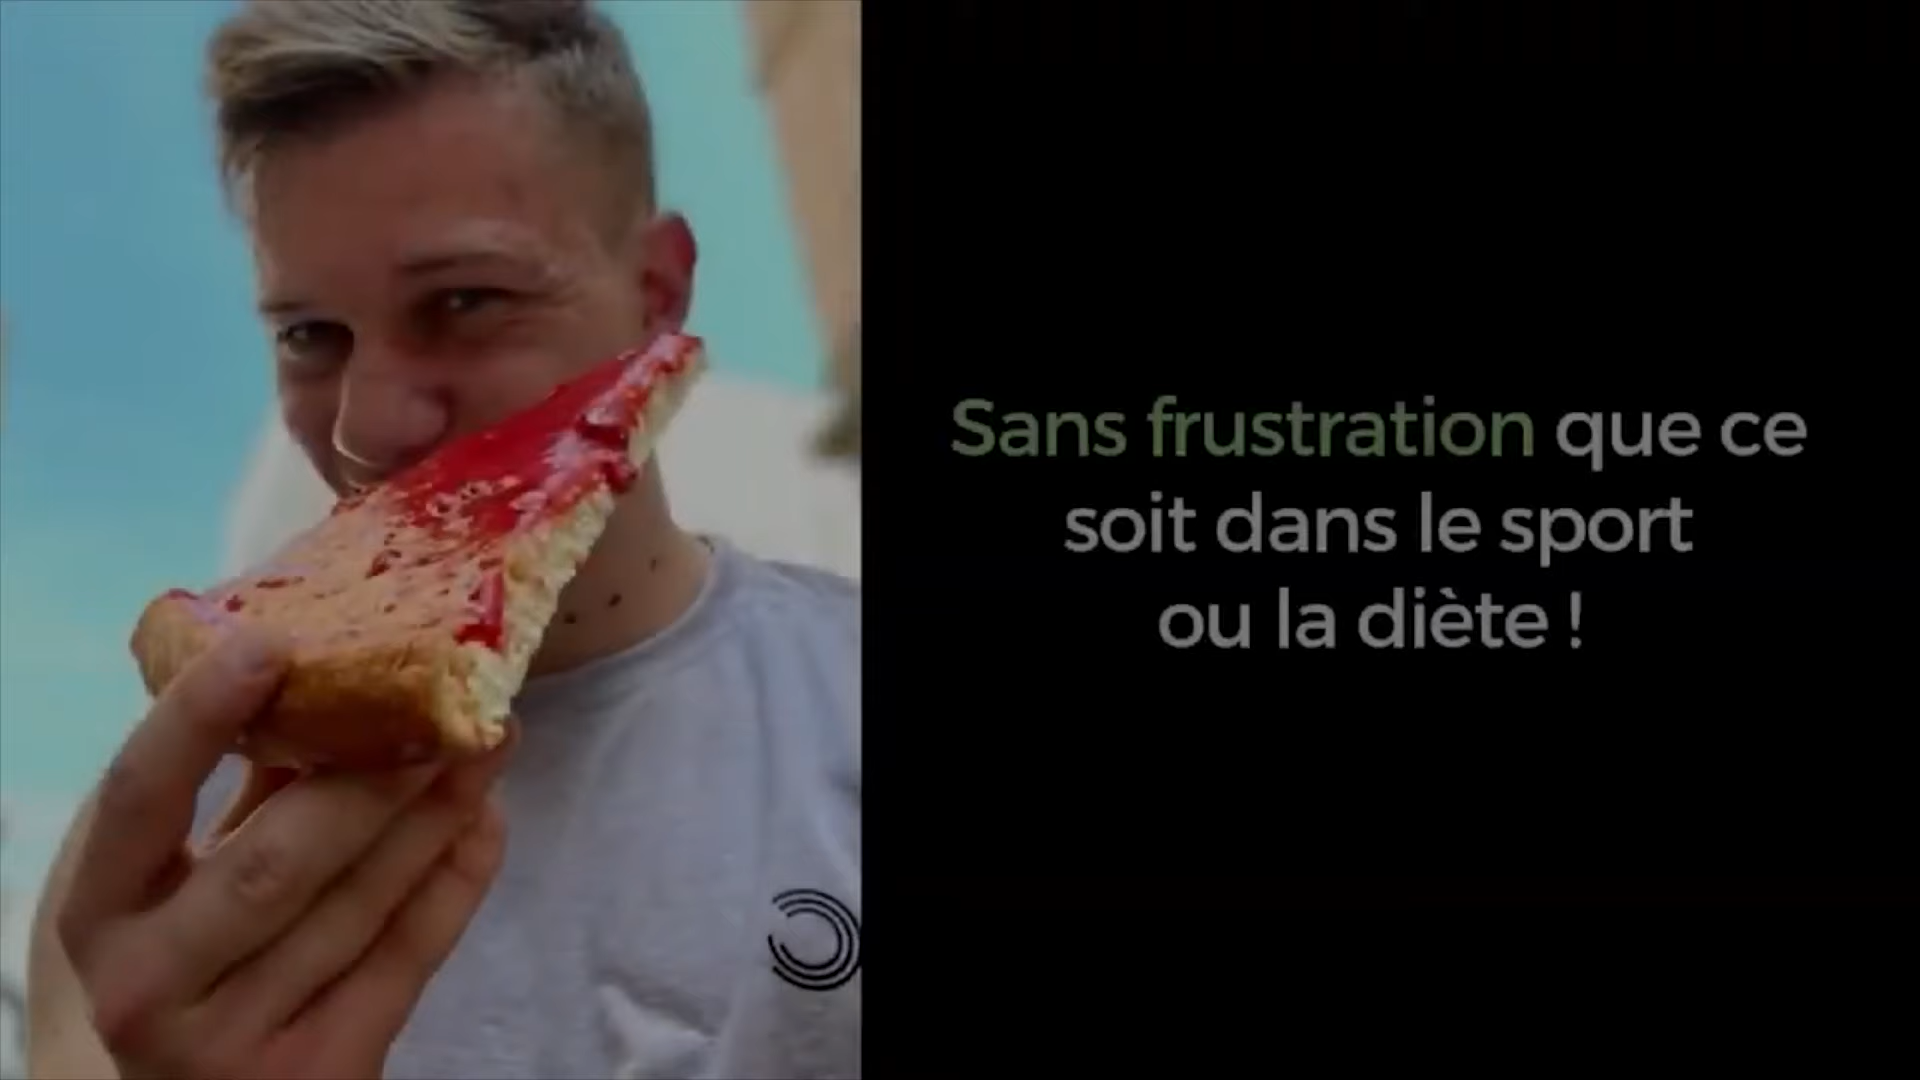 Sans frustration que ce
soit dans le sport
ou la diète !